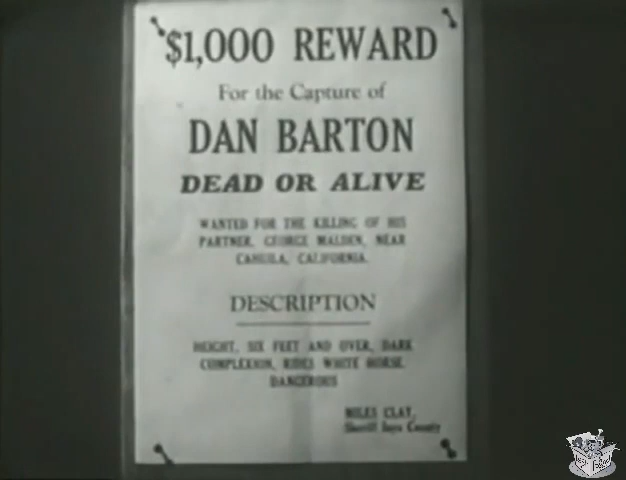 $1,000 REWARD
For the Capture of
DAN BARTON
DEAD OR ALIVE
WANTED FOR THE KILLING OF HIS
PARTNER, GEORGE MALDEN, NEAR
CAHUILA, CALIFORNIA.
DESCRIPTION
HEIGHT, SIX FEET AND OVER, DARK
COMPLEXION, RIDES WHITE HORSE
DANGEROUS
MILES CLAY,
Sheriff Inyo County